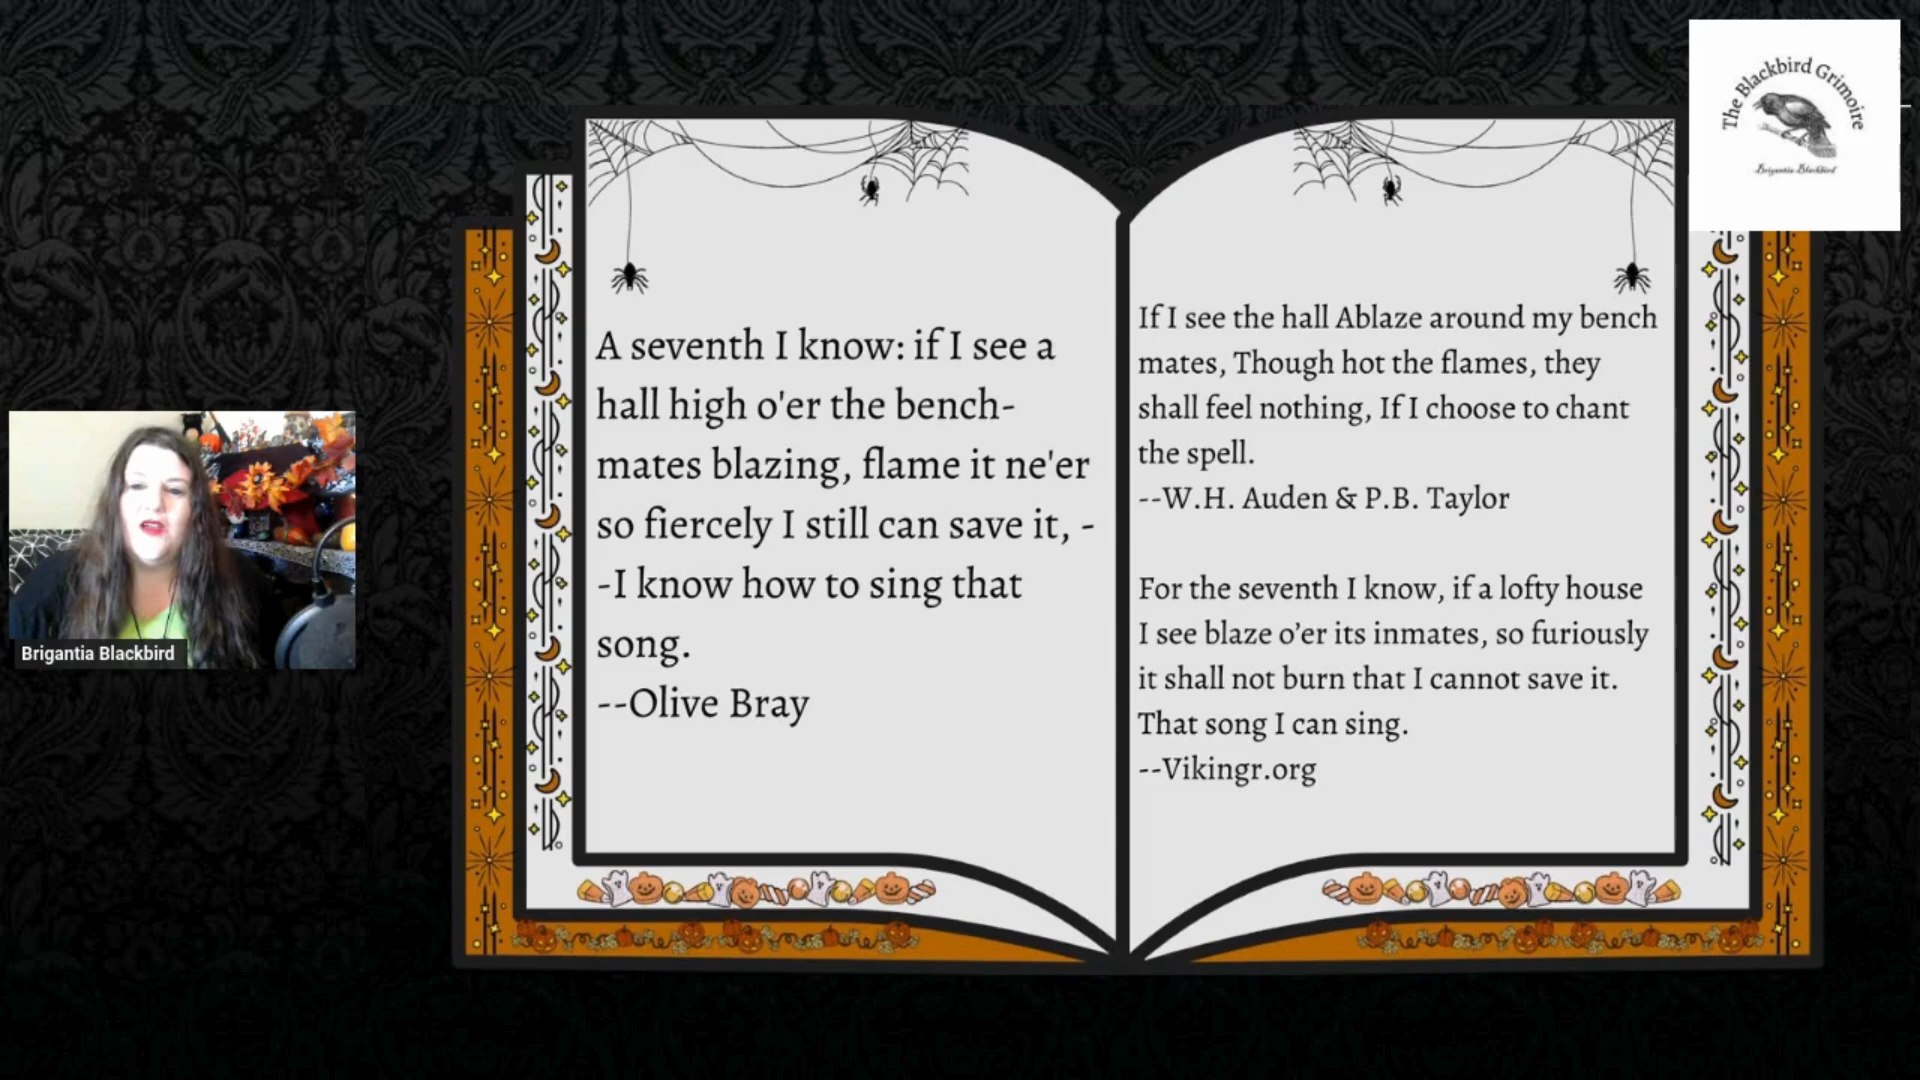 The Blackbird Grimoire
Brigantia Blackbird
A seventh I know: if I see a
hall high o'er the bench-
mates blazing, flame it ne'er
so fiercely I still can save it, -
-I know how to sing that
song.
--Olive Bray
If I see the hall Ablaze around my bench
mates, Though hot the flames, they
shall feel nothing, If I choose to chant
the spell.
--W.H. Auden & P.B. Taylor
For the seventh I know, if a lofty house
I see blaze o’er its inmates, so furiously
it shall not burn that I cannot save it.
That song I can sing.
--Vikingr.org
Brigantia Blackbird